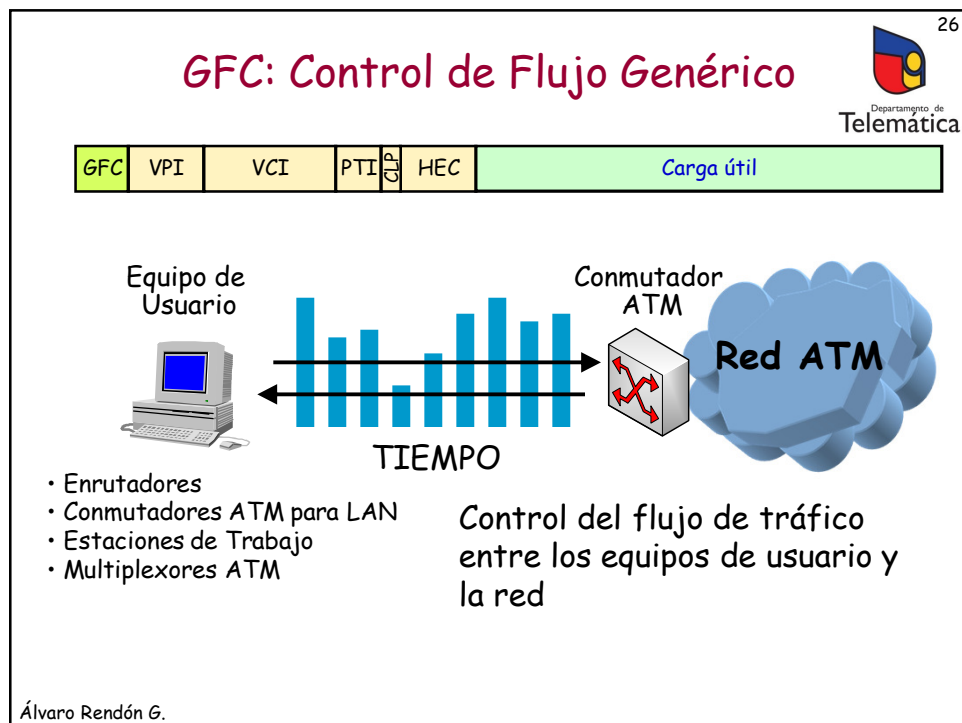 26
GFC: Control de Flujo Genérico
Departamento de
Telemática
GFC VPI VCI PTI CLP HEC Carga útil
Equipo de
Usuario
Conmutador
ATM
Red ATM
TIEMPO
• Enrutadores
• Conmutadores ATM para LAN
• Estaciones de Trabajo
• Multiplexores ATM
Control del flujo de tráfico
entre los equipos de usuario y
la red
Álvaro Rendón G.